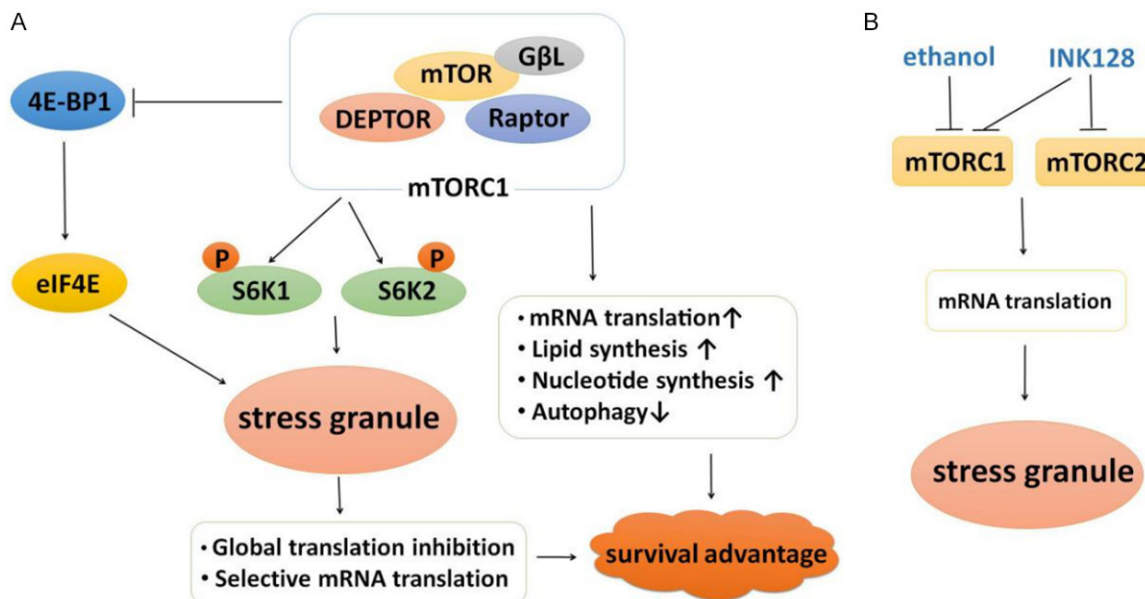 A
B
GβL
mTOR
DEPTOR
Raptor
mTORC1
4E-BP1
eIF4E
P
S6K1
P
S6K2
stress granule
• mRNA translation↑
• Lipid synthesis ↑
• Nucleotide synthesis ↑
• Autophagy↓
• Global translation inhibition
• Selective mRNA translation
survival advantage
ethanol
INK128
mTORC1
mTORC2
mRNA translation
stress granule